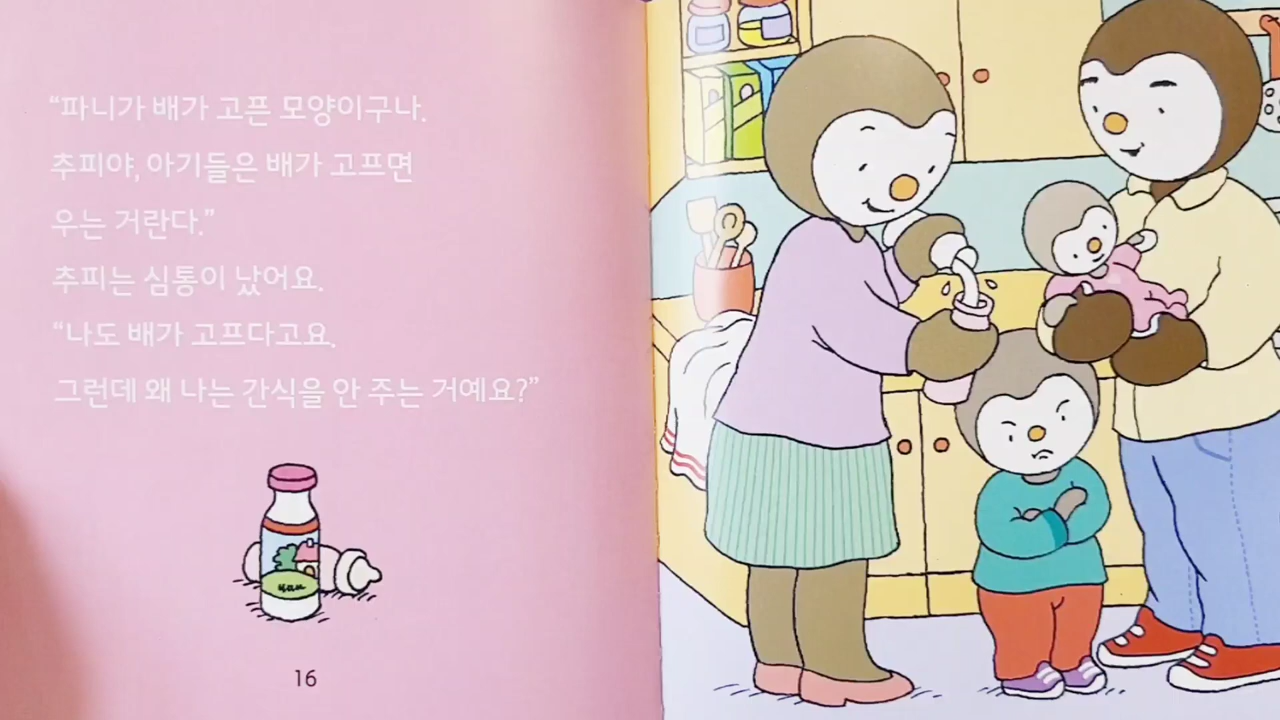 “파니가 배가 고픈 모양이구나.
추피야, 아기들은 배가 고프면
우는 거란다.”
추피는 심통이 났어요.
“나도 배가 고프다고요.
그런데 왜 나는 간식을 안 주는 거예요?”
16